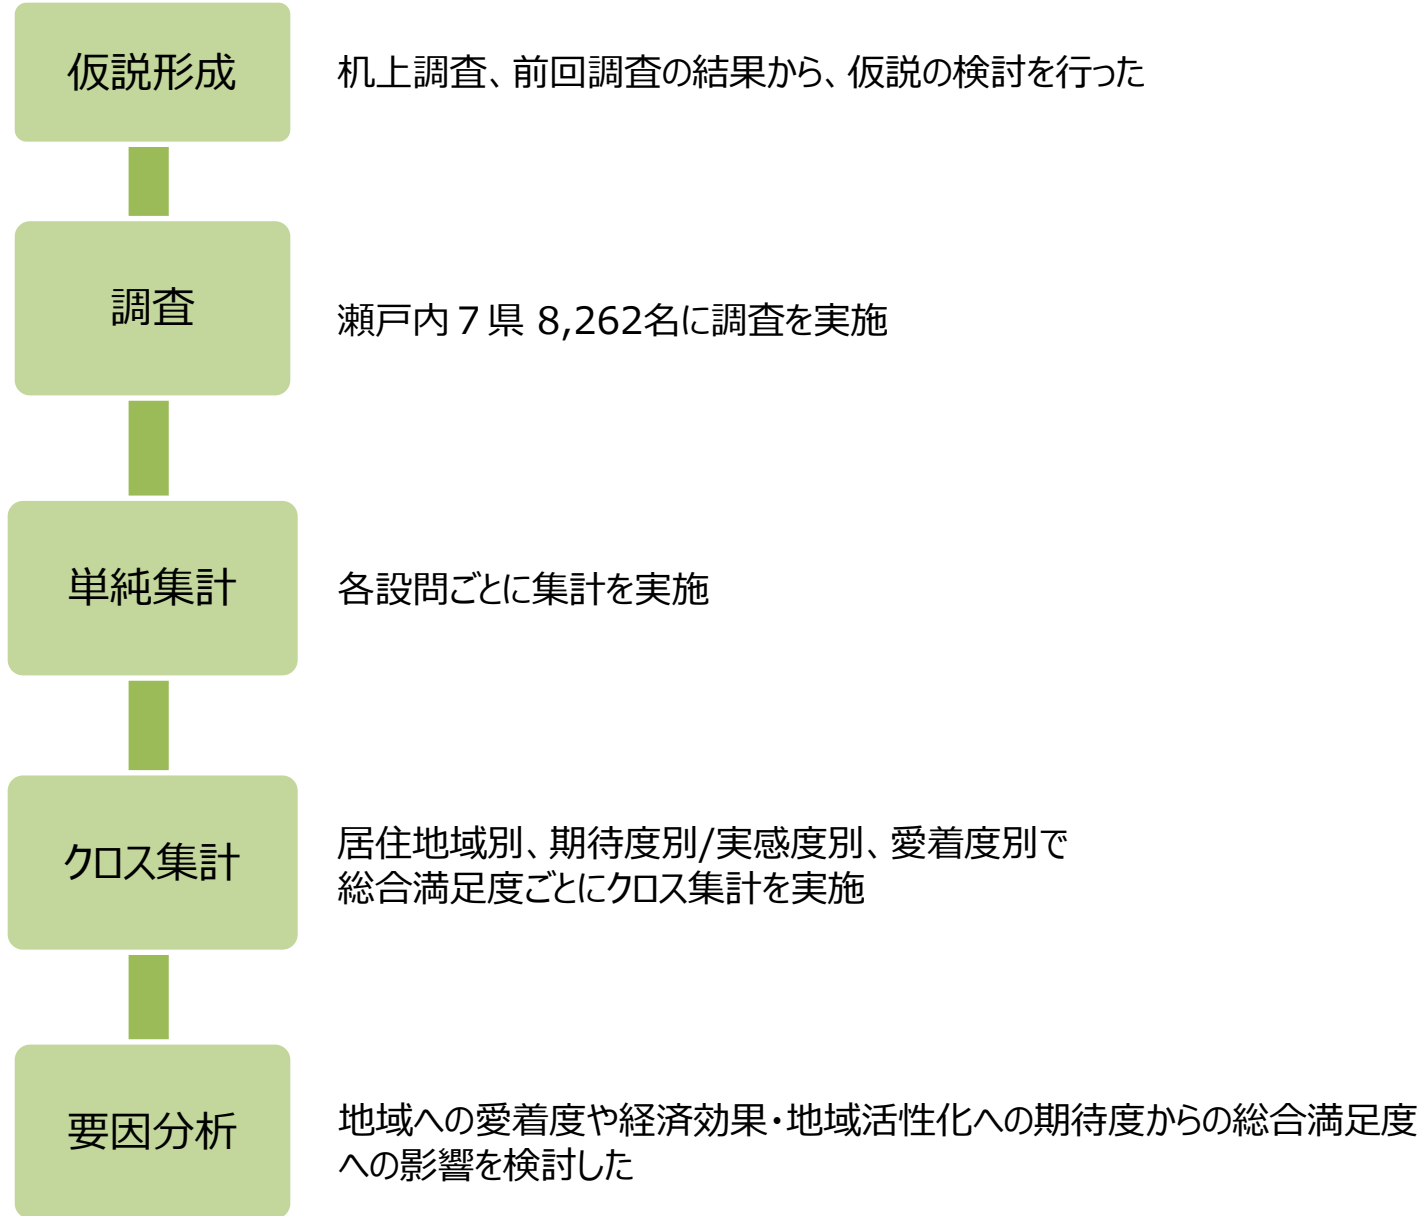 仮説形成
机上調査、前回調査の結果から、仮説の検討を行った
調査
瀬戸内７県 8,262名に調査を実施
単純集計
各設問ごとに集計を実施
クロス集計
居住地域別、期待度別/実感度別、愛着度別で
総合満足度ごとにクロス集計を実施
要因分析
地域への愛着度や経済効果・地域活性化への期待度からの総合満足度
への影響を検討した